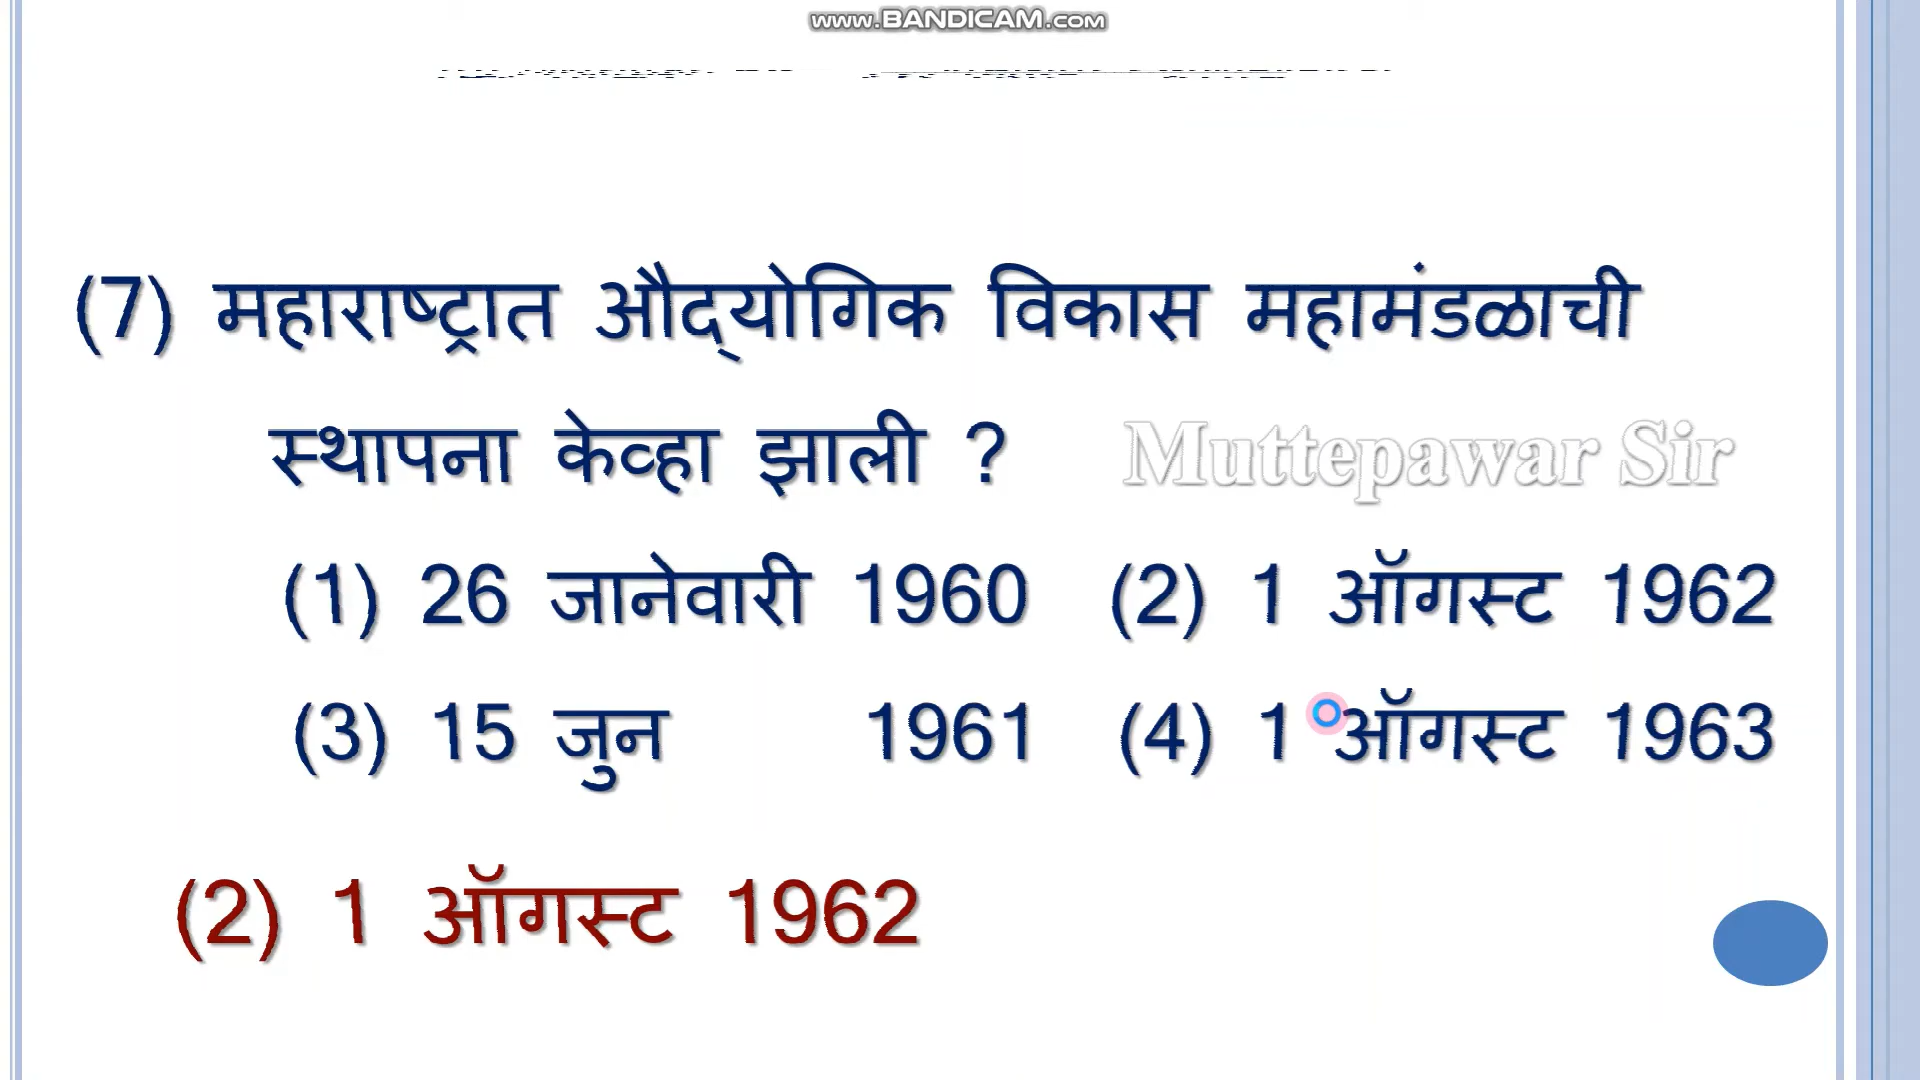 www.BANDICAM.com
(7) महाराष्ट्रात औद्‌योगिक विकास महामंडळाची
स्थापना केव्हा झाली ?
Muttepawar Sir
(1) 26 जानेवारी 1960 (2) 1 ऑगस्ट 1962
(3) 15 जुन 1961 (4) 1 ऑगस्ट 1963
(2) 1 ऑगस्ट 1962